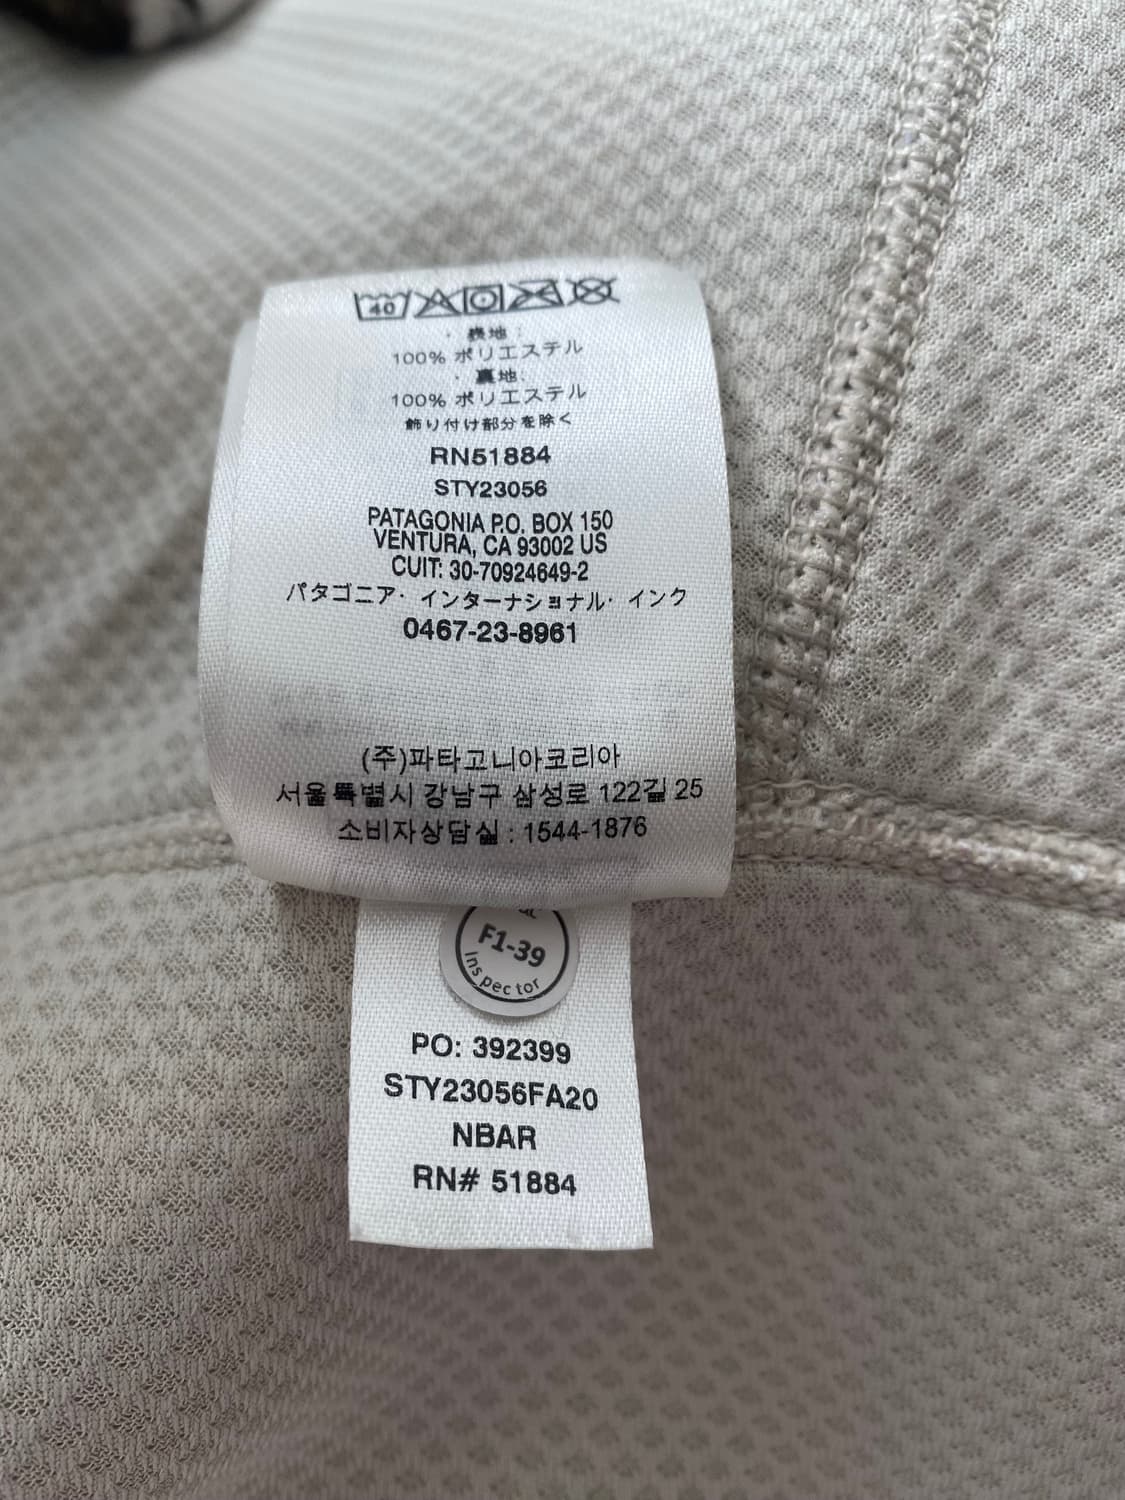 40
・表地:
100% ポリエステル
・裏地:
100% ポリエステル
飾り付け部分を除く
RN51884
STY23056
PATAGONIA P.O. BOX 150
VENTURA, CA 93002 US
CUIT: 30-70924649-2
パタゴニア・インターナショナル・インク
0467-23-8961
(주)파타고니아코리아
서울특별시 강남구 삼성로 122길 25
소비자상담실 : 1544-1876
F1-39
Inspector
PO: 392399
STY23056FA20
NBAR
RN# 51884